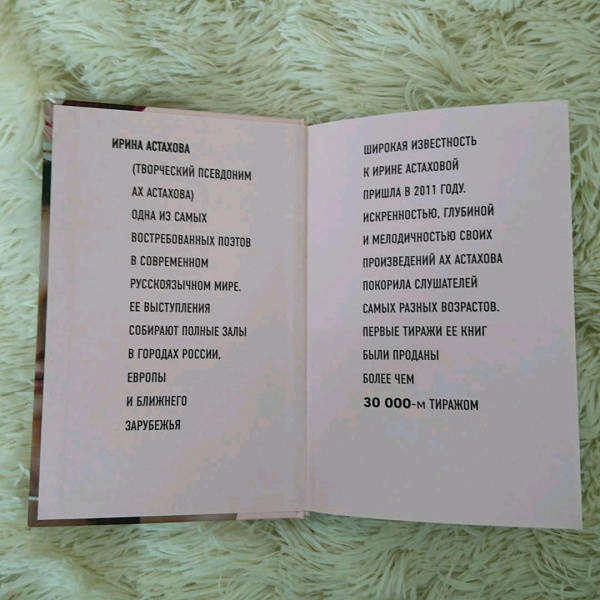 ИРИНА АСТАХОВА
(ТВОРЧЕСКИЙ ПСЕВДОНИМ
АХ АСТАХОВА)
ОДНА ИЗ САМЫХ
ВОСТРЕБОВАННЫХ ПОЭТОВ
В СОВРЕМЕННОМ
РУССКОЯЗЫЧНОМ МИРЕ.
ЕЕ ВЫСТУПЛЕНИЯ
СОБИРАЮТ ПОЛНЫЕ ЗАЛЫ
В ГОРОДАХ РОССИИ,
ЕВРОПЫ
И БЛИЖНЕГО
ЗАРУБЕЖЬЯ
ШИРОКАЯ ИЗВЕСТНОСТЬ
К ИРИНЕ АСТАХОВОЙ
ПРИШЛА В 2011 ГОДУ.
ИСКРЕННОСТЬЮ, ГЛУБИНОЙ
И МЕЛОДИЧНОСТЬЮ СВОИХ
ПРОИЗВЕДЕНИЙ АХ АСТАХОВА
ПОКОРИЛА СЛУШАТЕЛЕЙ
САМЫХ РАЗНЫХ ВОЗРАСТОВ.
ПЕРВЫЕ ТИРАЖИ ЕЕ КНИГ
БЫЛИ ПРОДАНЫ
БОЛЕЕ ЧЕМ
30 000-М ТИРАЖОМ